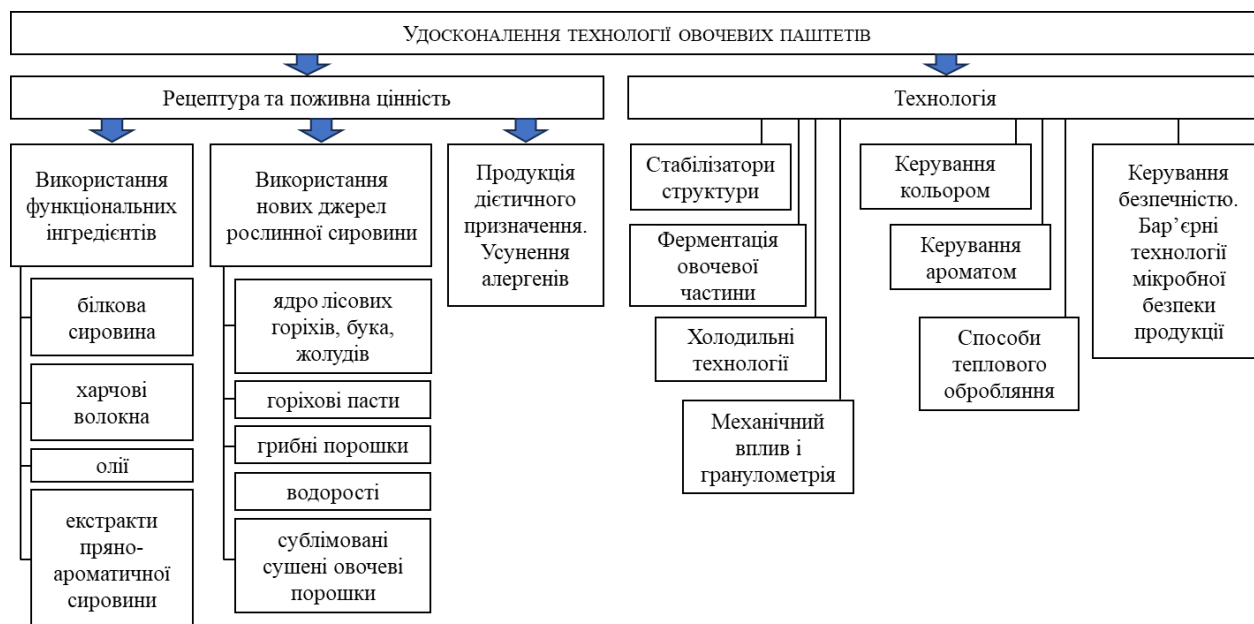 УДОСКОНАЛЕННЯ ТЕХНОЛОГІЇ ОВОЧЕВИХ ПАШТЕТІВ
Рецептура та поживна цінність
Технологія
Використання
функціональних
інгредієнтів
білкова
сировина
харчові
волокна
олії
екстракти
пряно-
ароматичної
сировини
Використання
нових джерел
рослинної сировини
ядро лісових
горіхів, бука,
жолудів
горіхові пасти
грибні порошки
водорості
сублімовані
сушені овочеві
порошки
Продукція
дієтичного
призначення.
Усунення
алергенів
Стабілізатори
структури
Ферментація
овочевої
частини
Холодильні
технології
Механічний
вплив і
гранулометрія
Керування
кольором
Керування
ароматом
Способи
теплового
обробляння
Керування
безпечністю.
Бар’єрні
технології
мікробної
безпеки
продукції